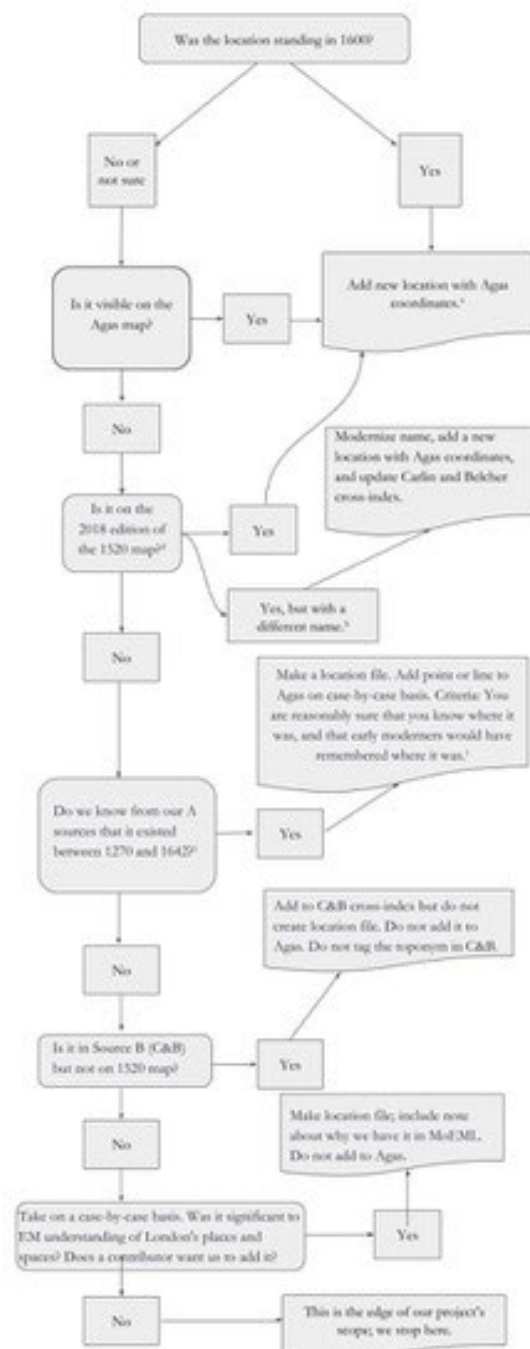 Was the location standing in 1600?
No or
not sure
Yes
Is it visible on the
Agas map?
Yes
Add new location with Agas
coordinates.
No
Modernize name, add a new
location with Agas coordinates,
and update Carlin and Belcher
cross-index.
Is it on the
2018 edition of
the 1520 map?
Yes
Yes, but with a
different name.
No
Make a location file. Add point or line to
Agas on case-by-case basis. Criteria: You
are reasonably sure that you know where it
was, and that early moderners would have
remembered where it was.
Do we know from our A
sources that it existed
between 1270 and 1642?
Yes
Add to C&B cross-index but do not
create location file. Do not add it to
Agas. Do not tag the toponym in C&B.
No
Is it in Source B (C&B)
but not on 1520 map?
Yes
Make location file; include note
about why we have it in MoEML.
Do not add to Agas.
No
Take on a case-by-case basis. Was it significant to
EM understanding of London's places and
spaces? Does a contributor want us to add it?
Yes
No
This is the edge of our project's
scope; we stop here.